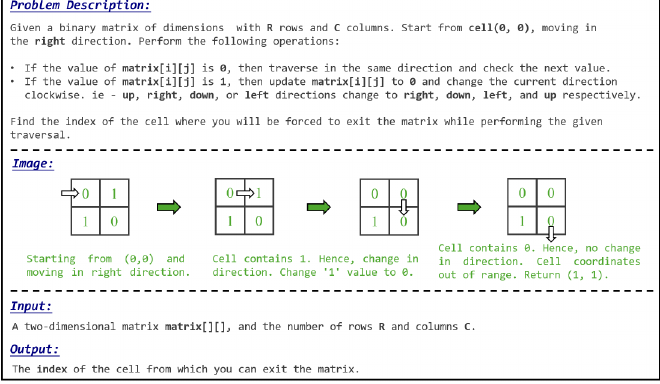 Problem Description:
Given a binary matrix of dimensions with R rows and C columns. Start from cell(0, 0), moving in
the right direction. Perform the following operations:
• If the value of matrix[i][j] is 0, then traverse in the same direction and check the next value.
• If the value of matrix[i][j] is 1, then update matrix[i][j] to 0 and change the current direction
clockwise. ie - up, right, down, or left directions change to right, down, left, and up respectively.
Find the index of the cell where you will be forced to exit the matrix while performing the given
traversal.
Image:
0 1 0 1 0 0 0 0
1 0 1 0 1 0 1 0
Starting from (0,0) and
moving in right direction.
Cell contains 1. Hence, change in
direction. Change '1' value to 0.
Cell contains 0. Hence, no change
in direction. Cell coordinates
out of range. Return (1, 1).
Input:
A two-dimensional matrix matrix[][], and the number of rows R and columns C.
Output:
The index of the cell from which you can exit the matrix.